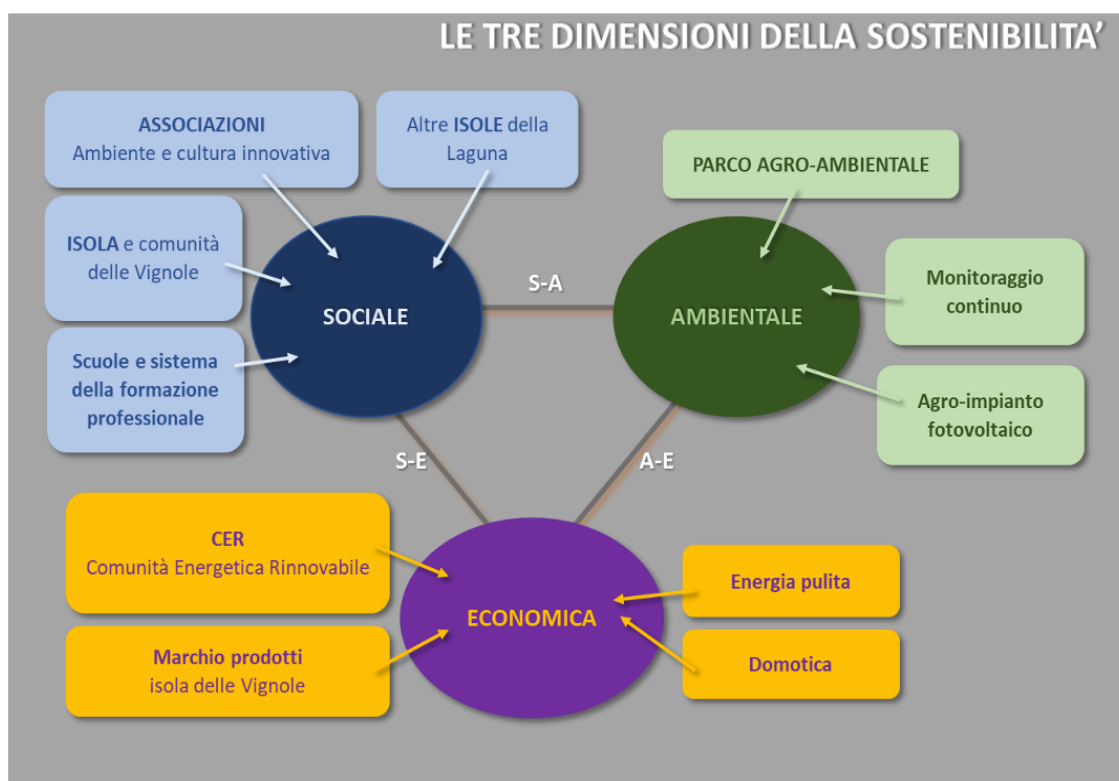 LE TRE DIMENSIONI DELLA SOSTENIBILITA’
ASSOCIAZIONI
Ambiente e cultura innovativa
Altre ISOLE della
Laguna
ISOLA e comunità
delle Vignole
Scuole e sistema
della formazione
professionale
SOCIALE
S-A
PARCO AGRO-AMBIENTALE
AMBIENTALE
Monitoraggio
continuo
Agro-impianto
fotovoltaico
S-E
A-E
CER
Comunità Energetica Rinnovabile
Marchio prodotti
isola delle Vignole
ECONOMICA
Energia pulita
Domotica